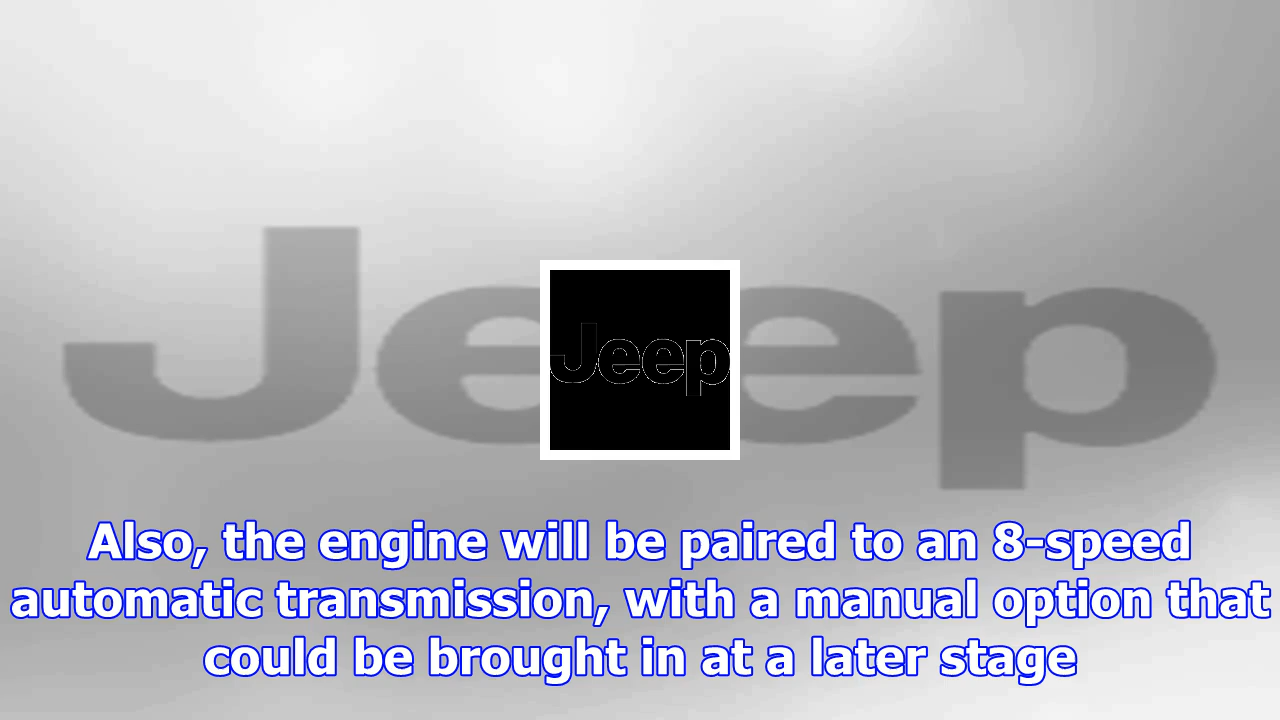 Jeep
Jeep
Also, the engine will be paired to an 8-speed
automatic transmission, with a manual option that
could be brought in at a later stage